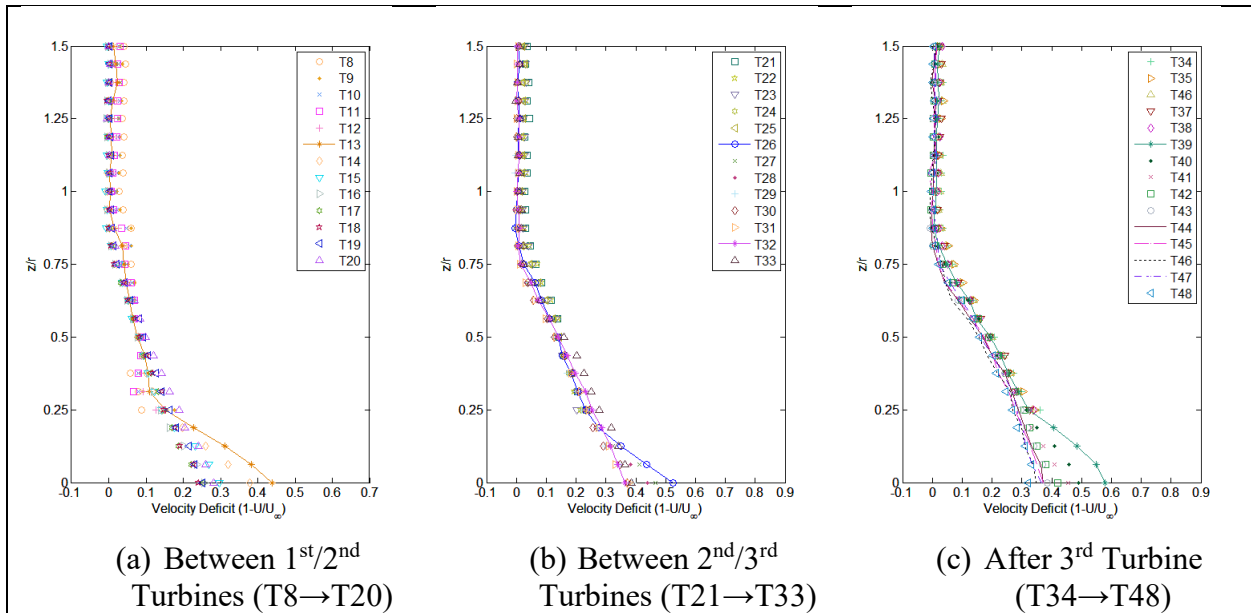 1.5
1.25
1
0.75
0.5
0.25
0
z/r
-0.1 0 0.1 0.2 0.3 0.4 0.5 0.6 0.7
Velocity Deficit (1-U/U∞)
T8
T9
T10
T11
T12
T13
T14
T15
T16
T17
T18
T19
T20
(a) Between 1st/2nd
Turbines (T8→T20)
1.5
1.25
1
0.75
0.5
0.25
0
z/r
-0.1 0 0.1 0.2 0.3 0.4 0.5 0.6 0.7 0.8 0.9
Velocity Deficit (1-U/U∞)
T21
T22
T23
T24
T25
T26
T27
T28
T29
T30
T31
T32
T33
(b) Between 2nd/3rd
Turbines (T21→T33)
1.5
1.25
1
0.75
0.5
0.25
0
z/r
-0.1 0 0.1 0.2 0.3 0.4 0.5 0.6 0.7 0.8 0.9
Velocity Deficit (1-U/U∞)
T34
T35
T46
T37
T38
T39
T40
T41
T42
T43
T44
T45
T46
T47
T48
(c) After 3rd Turbine
(T34→T48)